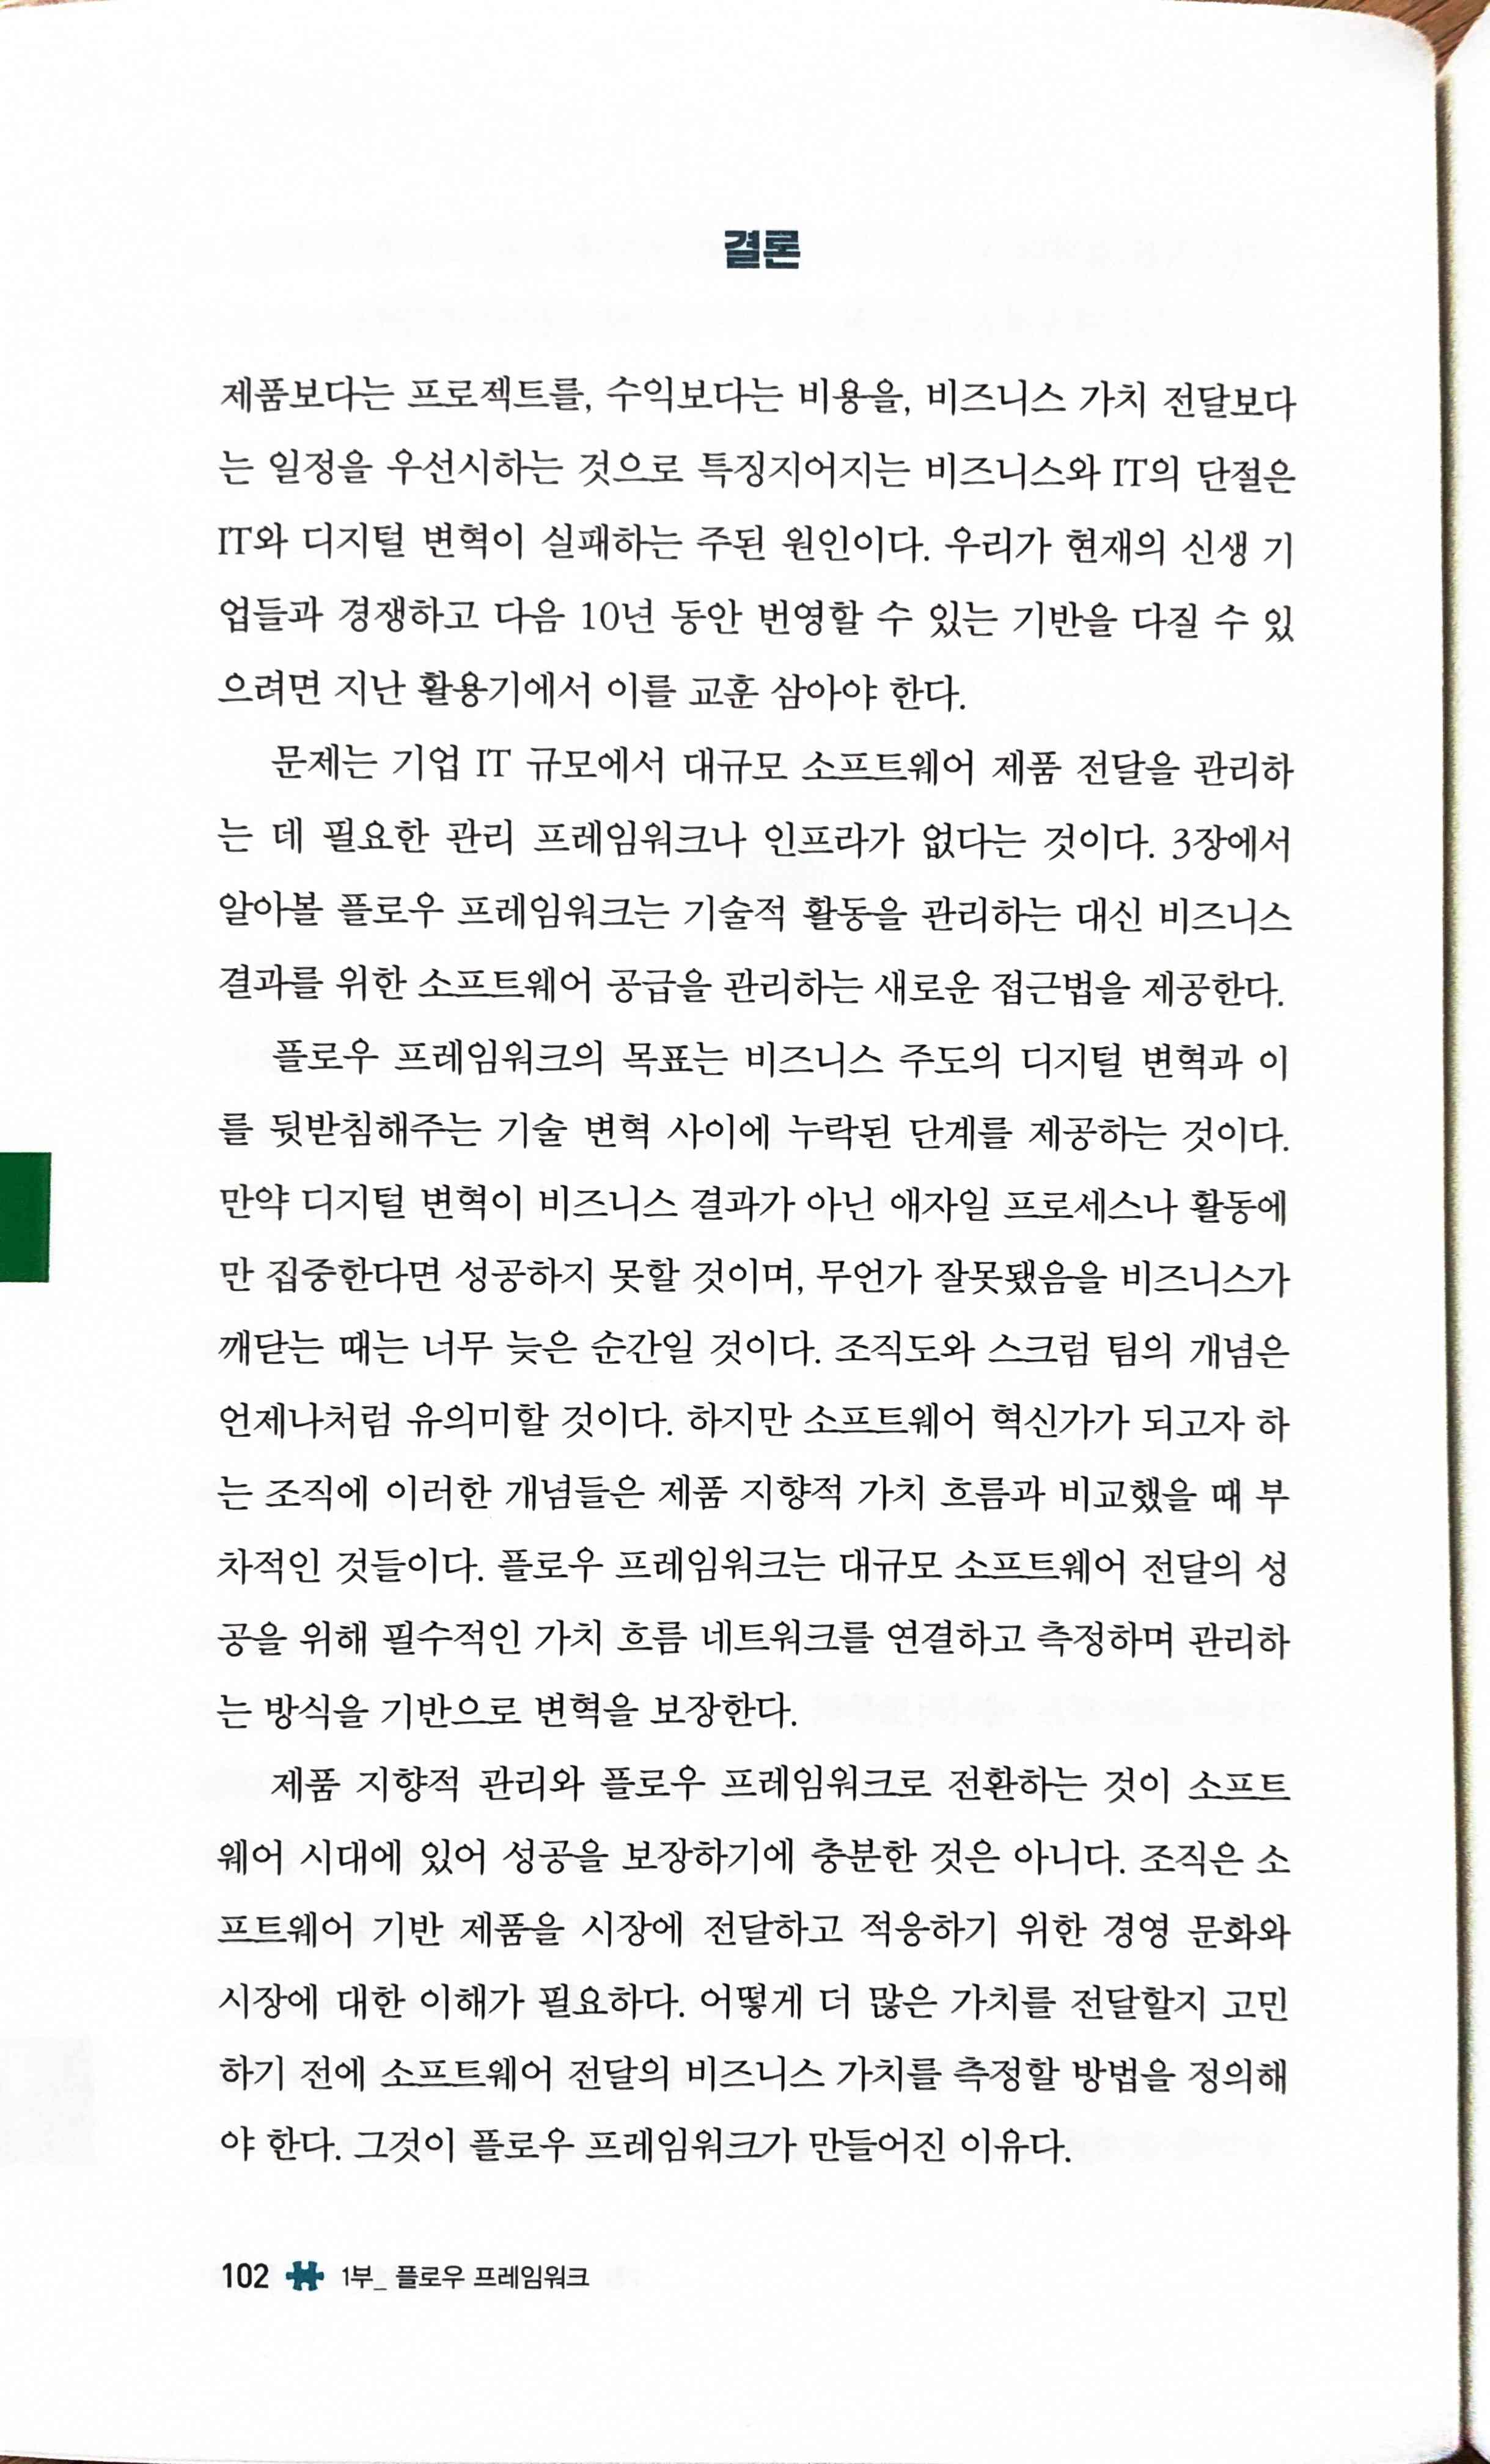 결론
제품보다는 프로젝트를, 수익보다는 비용을, 비즈니스 가치 전달보다
는 일정을 우선시하는 것으로 특징지어지는 비즈니스와 IT의 단절은
IT와 디지털 변혁이 실패하는 주된 원인이다. 우리가 현재의 신생 기
업들과 경쟁하고 다음 10년 동안 번영할 수 있는 기반을 다질 수 있
으려면 지난 활용기에서 이를 교훈 삼아야 한다.
문제는 기업 IT 규모에서 대규모 소프트웨어 제품 전달을 관리하
는 데 필요한 관리 프레임워크나 인프라가 없다는 것이다. 3장에서
알아볼 플로우 프레임워크는 기술적 활동을 관리하는 대신 비즈니스
결과를 위한 소프트웨어 공급을 관리하는 새로운 접근법을 제공한다.
플로우 프레임워크의 목표는 비즈니스 주도의 디지털 변혁과 이
를 뒷받침해주는 기술 변혁 사이에 누락된 단계를 제공하는 것이다.
만약 디지털 변혁이 비즈니스 결과가 아닌 애자일 프로세스나 활동에
만 집중한다면 성공하지 못할 것이며, 무언가 잘못됐음을 비즈니스가
깨닫는 때는 너무 늦은 순간일 것이다. 조직도와 스크럼 팀의 개념은
언제나처럼 유의미할 것이다. 하지만 소프트웨어 혁신가가 되고자 하
는 조직에 이러한 개념들은 제품 지향적 가치 흐름과 비교했을 때 부
차적인 것들이다. 플로우 프레임워크는 대규모 소프트웨어 전달의 성
공을 위해 필수적인 가치 흐름 네트워크를 연결하고 측정하며 관리하
는 방식을 기반으로 변혁을 보장한다.
제품 지향적 관리와 플로우 프레임워크로 전환하는 것이 소프트
웨어 시대에 있어 성공을 보장하기에 충분한 것은 아니다. 조직은 소
프트웨어 기반 제품을 시장에 전달하고 적응하기 위한 경영 문화와
시장에 대한 이해가 필요하다. 어떻게 더 많은 가치를 전달할지 고민
하기 전에 소프트웨어 전달의 비즈니스 가치를 측정할 방법을 정의해
야 한다. 그것이 플로우 프레임워크가 만들어진 이유다.
102 1부_ 플로우 프레임워크